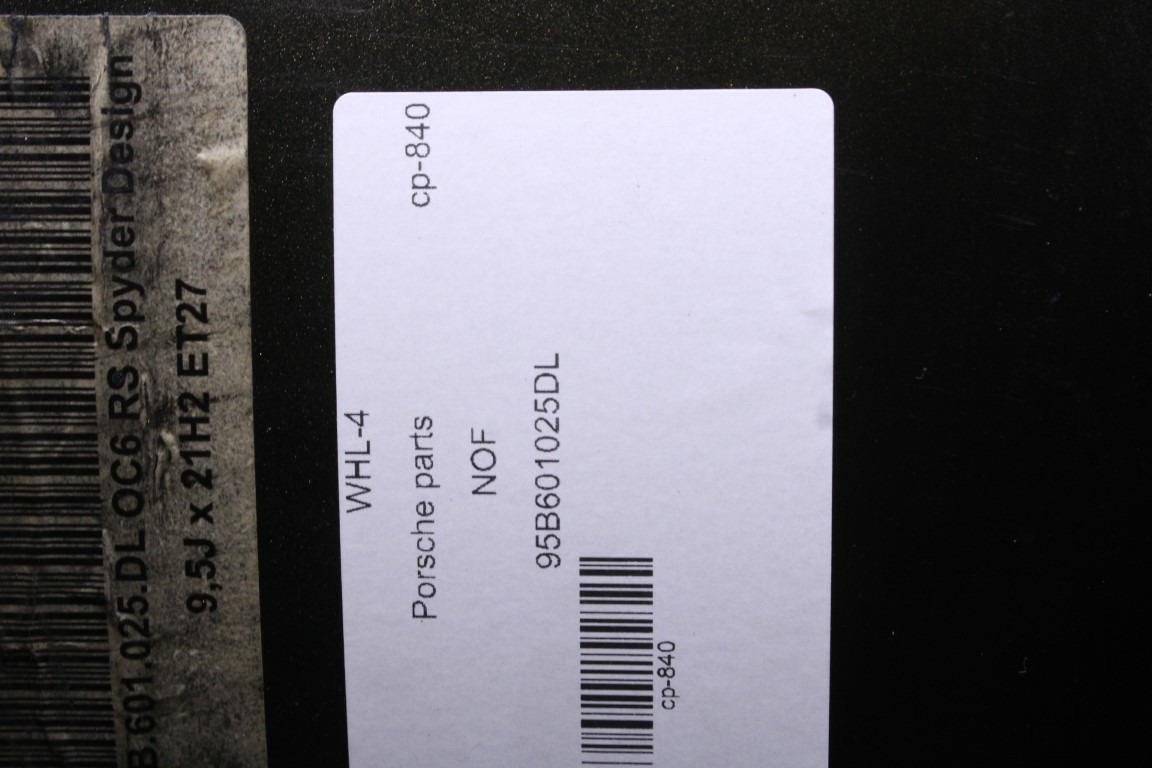 B.601.025.DL OC6 RS Spyder Design
9,5J x 21H2 ET27
WHL-4
Porsche parts cp-840
NOF
95B601025DL
cp-840